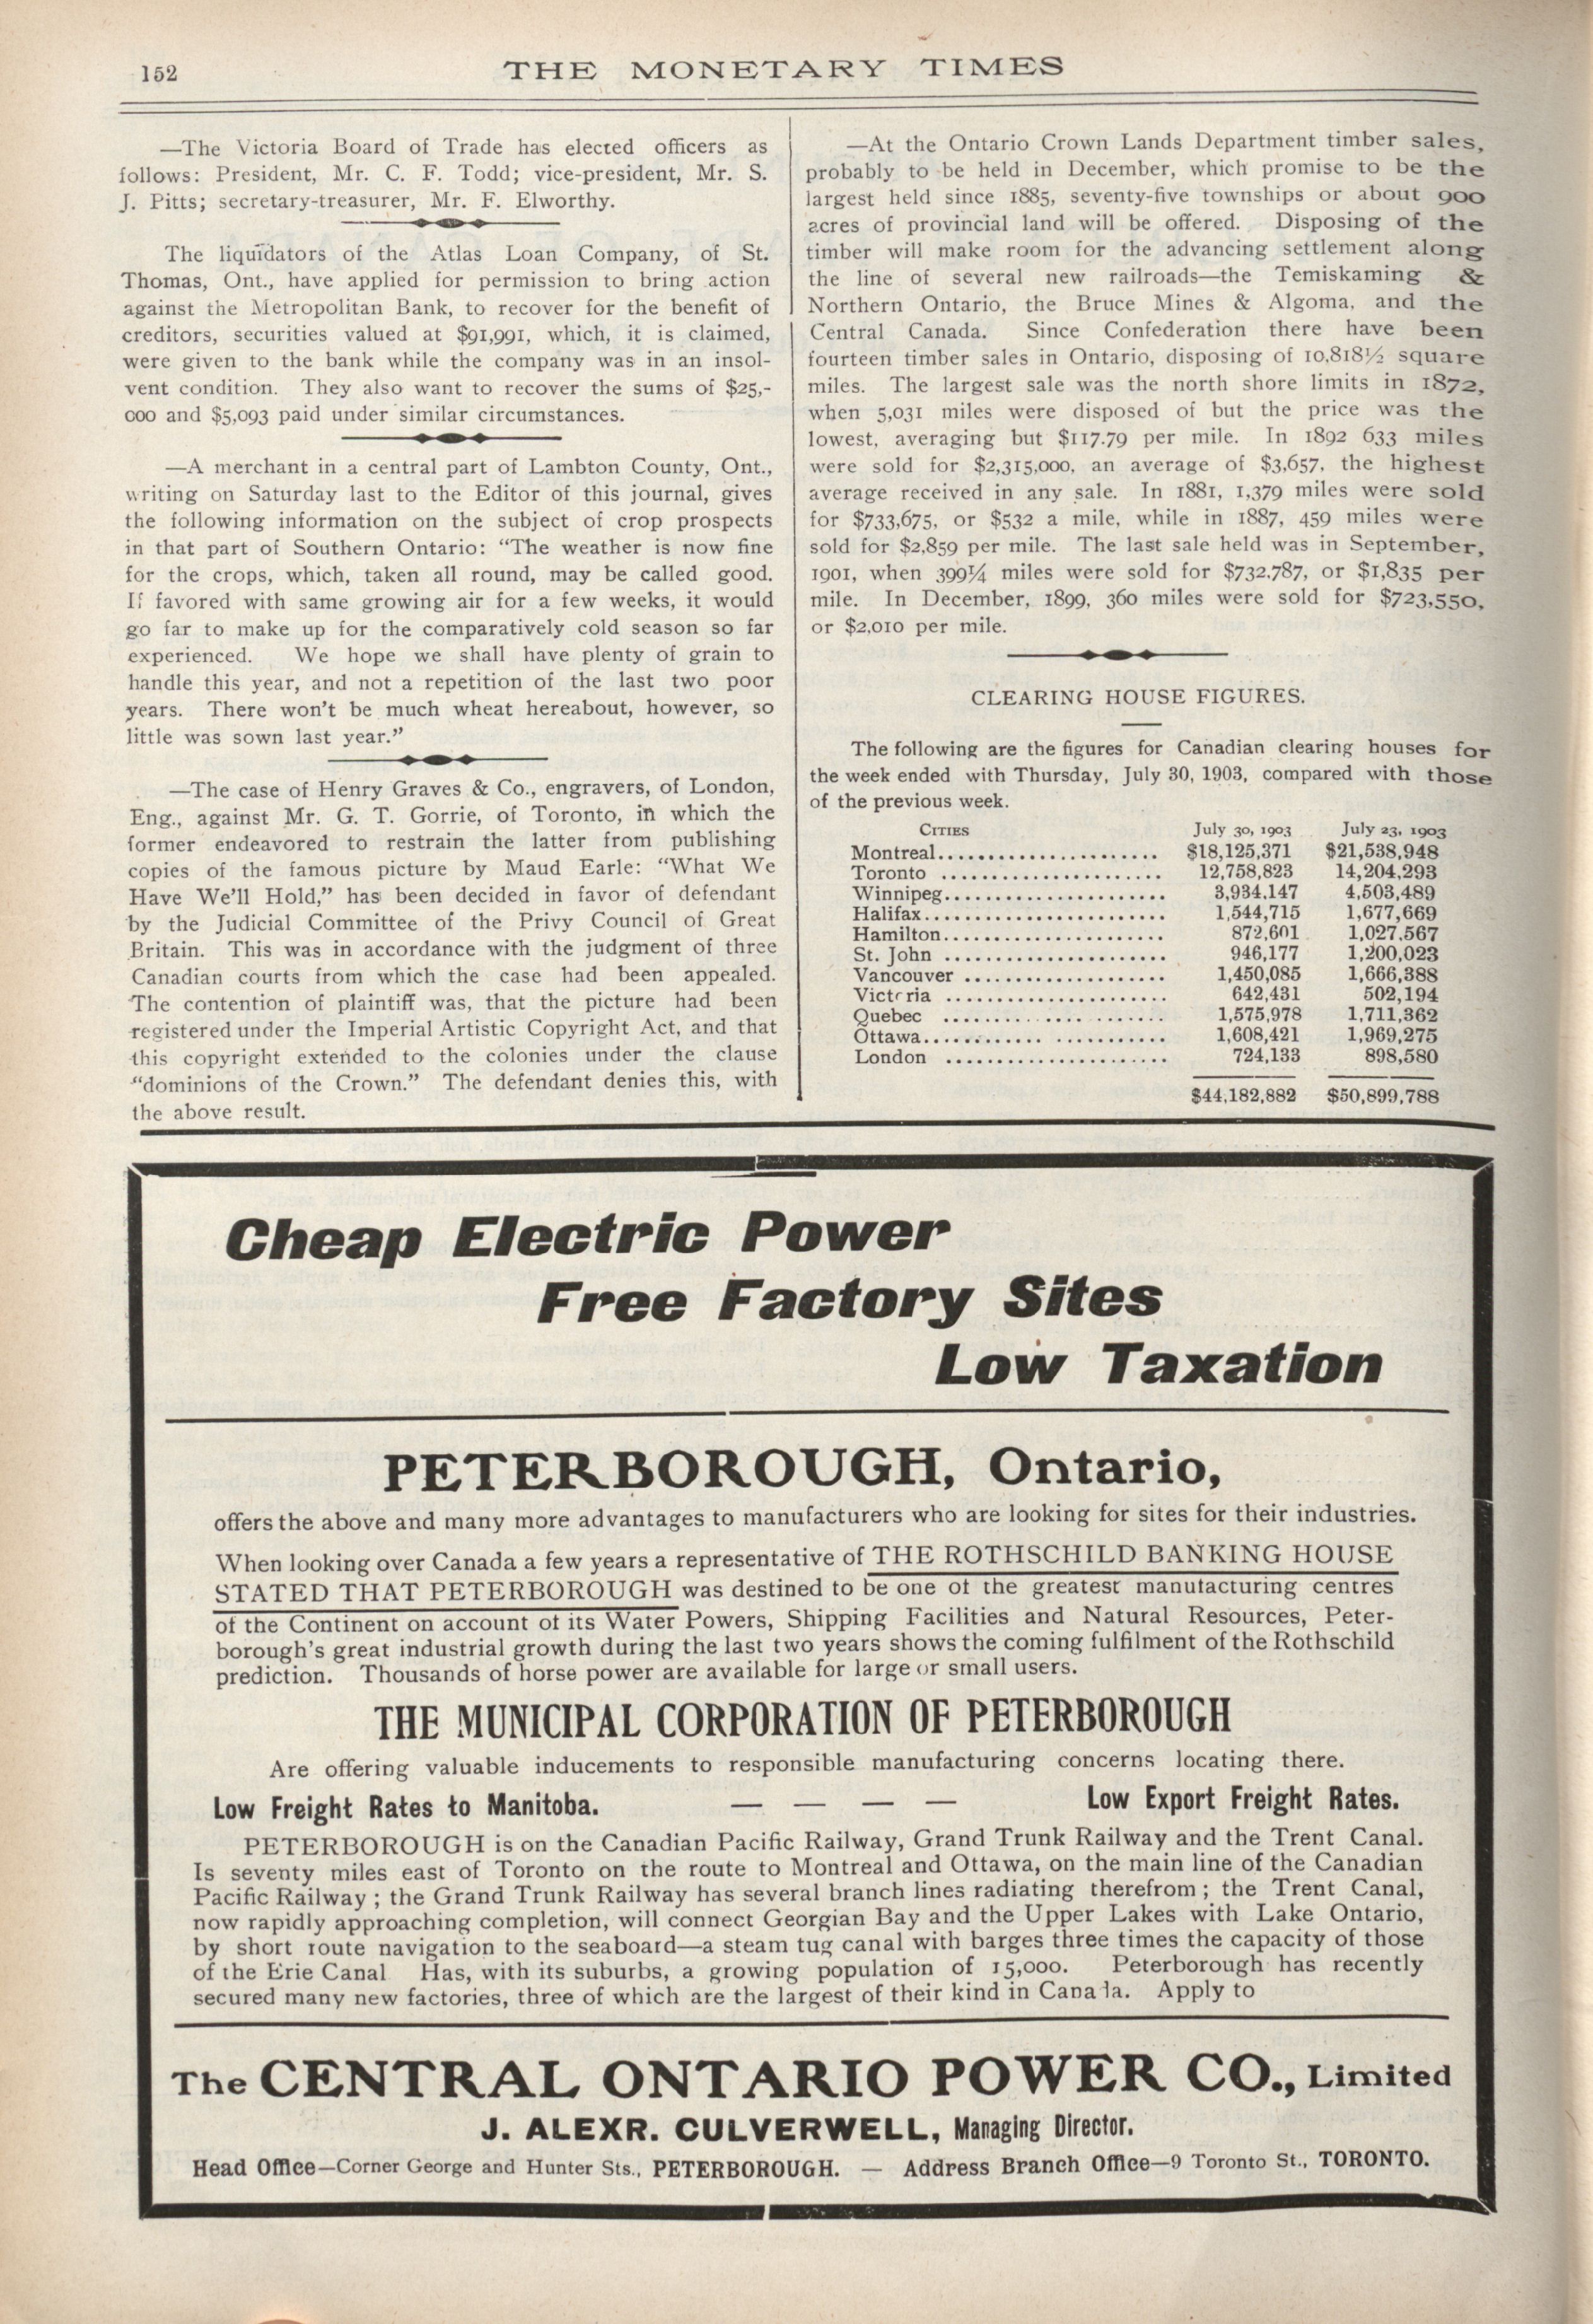 152
THE MONETARY TIMES
—The Victoria Board of Trade has elected officers as
follows: President, Mr. C. F. Todd; vice-president, Mr. S.
J. Pitts; secretary-treasurer, Mr. F. Elworthy.
The liquidators of the Atlas Loan Company, of St.
Thomas, Ont., have applied for permission to bring action
against the Metropolitan Bank, to recover for the benefit of
creditors, securities valued at $91,991, which, it is claimed,
were given to the bank while the company was in an insol-
vent condition. They also want to recover the sums of $25,-
000 and $5,093 paid under similar circumstances.
—A merchant in a central part of Lambton County, Ont.,
writing on Saturday last to the Editor of this journal, gives
the following information on the subject of crop prospects
in that part of Southern Ontario: “The weather is now fine
for the crops, which, taken all round, may be called good.
If favored with same growing air for a few weeks, it would
go far to make up for the comparatively cold season so far
experienced. We hope we shall have plenty of grain to
handle this year, and not a repetition of the last two poor
years. There won’t be much wheat hereabout, however, so
little was sown last year.”
—The case of Henry Graves & Co., engravers, of London,
Eng., against Mr. G. T. Gorrie, of Toronto, in which the
former endeavored to restrain the latter from publishing
copies of the famous picture by Maud Earle: “What We
Have We’ll Hold,” has been decided in favor of defendant
by the Judicial Committee of the Privy Council of Great
Britain. This was in accordance with the judgment of three
Canadian courts from which the case had been appealed.
The contention of plaintiff was, that the picture had been
registered under the Imperial Artistic Copyright Act, and that
this copyright extended to the colonies under the clause
“dominions of the Crown.” The defendant denies this, with
the above result.
—At the Ontario Crown Lands Department timber sales,
probably to be held in December, which promise to be the
largest held since 1885, seventy-five townships or about 900
acres of provincial land will be offered. Disposing of the
timber will make room for the advancing settlement along
the line of several new railroads—the Temiskaming &
Northern Ontario, the Bruce Mines & Algoma, and the
Central Canada. Since Confederation there have been
fourteen timber sales in Ontario, disposing of 10,818½ square
miles. The largest sale was the north shore limits in 1872,
when 5,031 miles were disposed of but the price was the
lowest, averaging but $117.79 per mile. In 1892 633 miles
were sold for $2,315,000, an average of $3,657, the highest
average received in any sale. In 1881, 1,379 miles were sold
for $733,675, or $532 a mile, while in 1887, 459 miles were
sold for $2,859 per mile. The last sale held was in September,
1901, when 399¼ miles were sold for $732,787, or $1,835 per
mile. In December, 1899, 360 miles were sold for $723,550,
or $2,010 per mile.
CLEARING HOUSE FIGURES.
The following are the figures for Canadian clearing houses for
the week ended with Thursday, July 30, 1903, compared with those
of the previous week.
CITIES July 30, 1903 July 23, 1903
Montreal...................... $18,125,371 $21,538,948
Toronto ...................... 12,758,823 14,204,293
Winnipeg...................... 3,934,147 4,503,489
Halifax........................ 1,544,715 1,677,669
Hamilton...................... 872,601 1,027,567
St. John ...................... 946,177 1,200,023
Vancouver .................... 1,450,085 1,666,388
Victoria ...................... 642,431 502,194
Quebec ...................... 1,575,978 1,711,362
Ottawa........................ 1,608,421 1,969,275
London ...................... 724,133 898,580
$44,182,882 $50,899,788
Cheap Electric Power
Free Factory Sites
Low Taxation
PETERBOROUGH, Ontario,
offers the above and many more advantages to manufacturers who are looking for sites for their industries.
When looking over Canada a few years a representative of THE ROTHSCHILD BANKING HOUSE
STATED THAT PETERBOROUGH was destined to be one of the greatest manufacturing centres
of the Continent on account of its Water Powers, Shipping Facilities and Natural Resources, Peter-
borough’s great industrial growth during the last two years shows the coming fulfilment of the Rothschild
prediction. Thousands of horse power are available for large or small users.
THE MUNICIPAL CORPORATION OF PETERBOROUGH
Are offering valuable inducements to responsible manufacturing concerns locating there.
Low Freight Rates to Manitoba. — — — — Low Export Freight Rates.
PETERBOROUGH is on the Canadian Pacific Railway, Grand Trunk Railway and the Trent Canal.
Is seventy miles east of Toronto on the route to Montreal and Ottawa, on the main line of the Canadian
Pacific Railway ; the Grand Trunk Railway has several branch lines radiating therefrom ; the Trent Canal,
now rapidly approaching completion, will connect Georgian Bay and the Upper Lakes with Lake Ontario,
by short route navigation to the seaboard—a steam tug canal with barges three times the capacity of those
of the Erie Canal Has, with its suburbs, a growing population of 15,000. Peterborough has recently
secured many new factories, three of which are the largest of their kind in Canada. Apply to
The CENTRAL ONTARIO POWER CO., Limited
J. ALEXR. CULVERWELL, Managing Director.
Head Office—Corner George and Hunter Sts., PETERBOROUGH. — Address Branch Office—9 Toronto St., TORONTO.